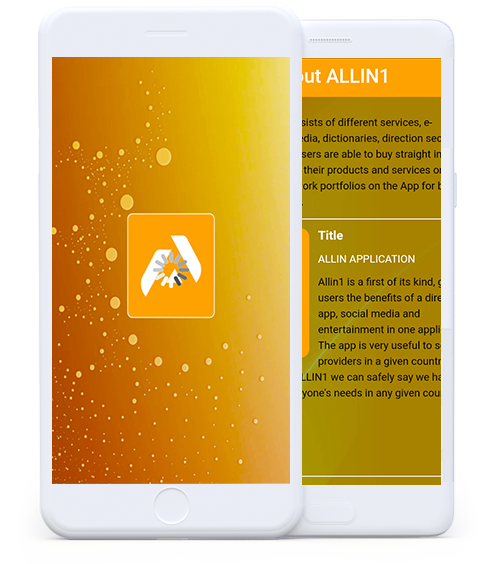 out ALLIN1
sists of different services, e-
edia, dictionaries, direction sec
sers are able to buy straight in
their products and services o
ork portfolios on the App for b
Title
ALLIN APPLICATION
Allin1 is a first of its kind, g
users the benefits of a dire
app, social media and
entertainment in one appli
The app is very useful to s
providers in a given countr
LLIN1 we can safely say we ha
yone's needs in any given cou